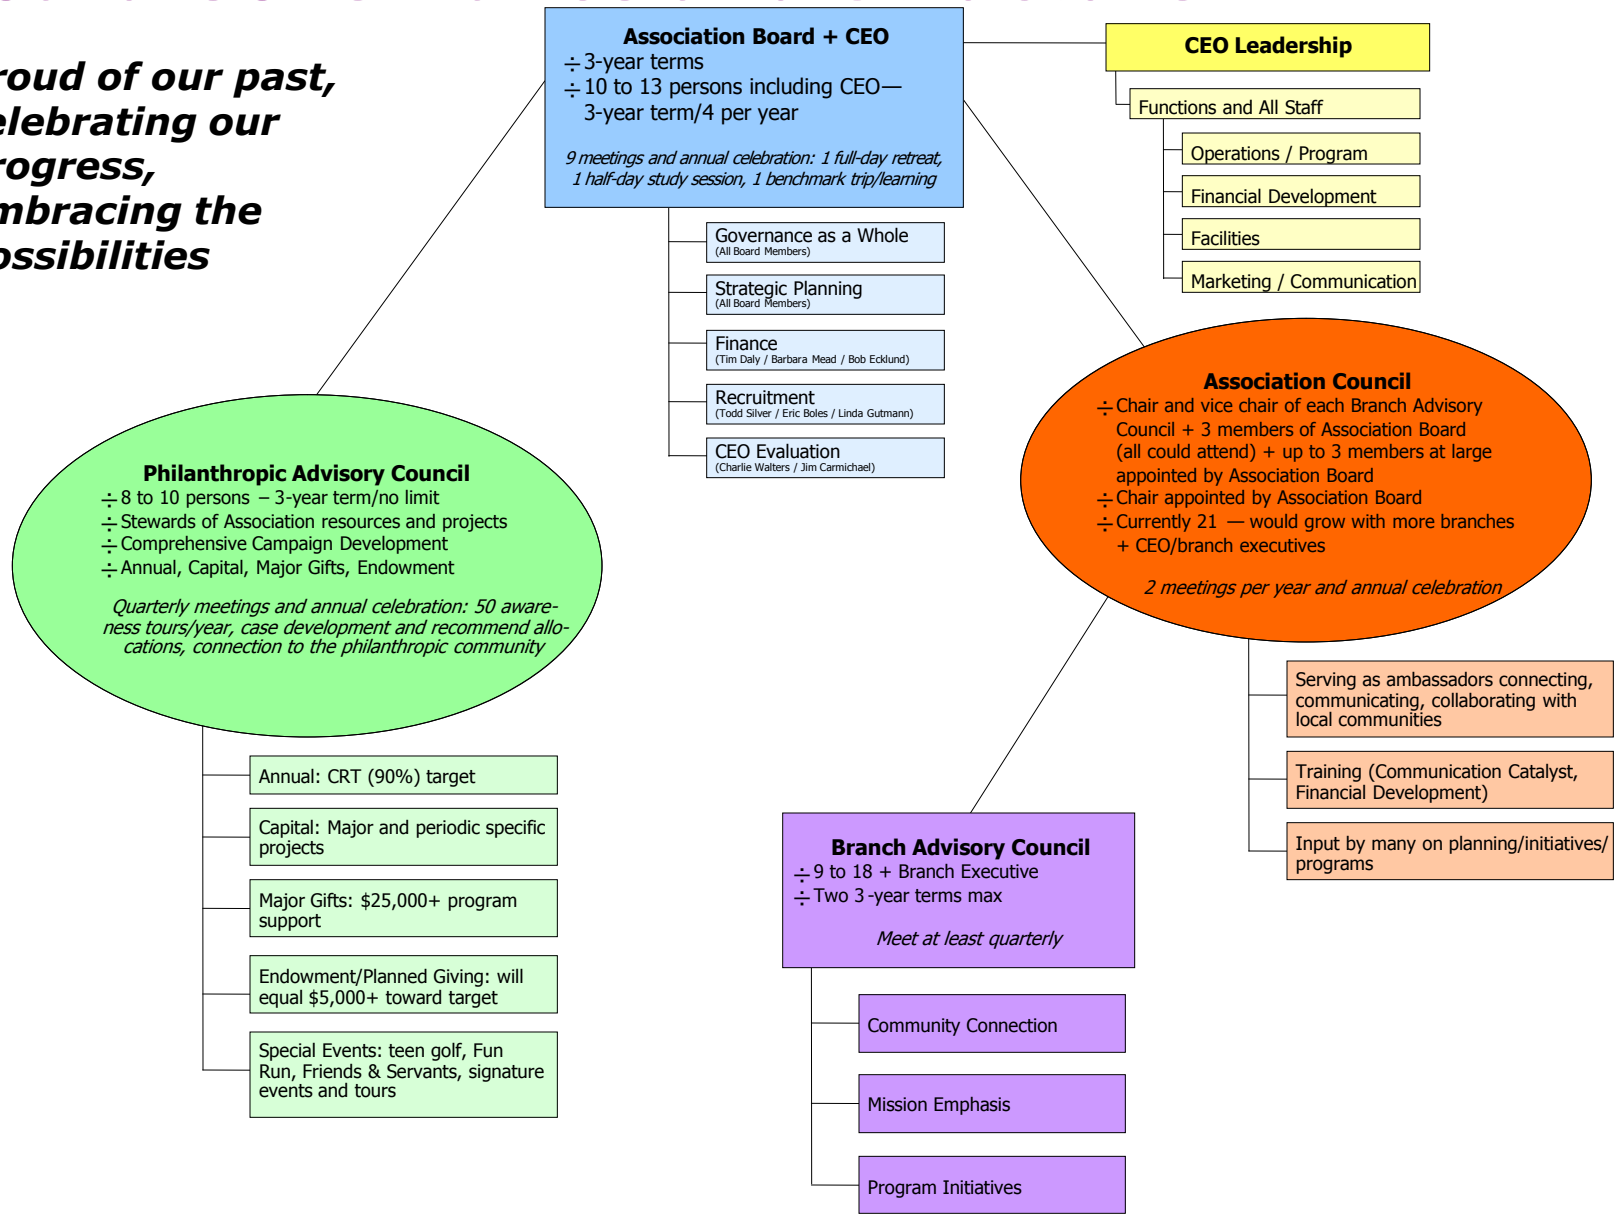 roud of our past,
elebrating our
rogress,
mbracing the
ossibilities
Association Board + CEO
÷ 3-year terms
÷ 10 to 13 persons including CEO—
3-year term/4 per year
9 meetings and annual celebration: 1 full-day retreat,
1 half-day study session, 1 benchmark trip/learning
Governance as a Whole
(All Board Members)
Strategic Planning
(All Board Members)
Finance
(Tim Daly / Barbara Mead / Bob Ecklund)
Recruitment
(Todd Silver / Eric Boles / Linda Gutmann)
CEO Evaluation
(Charlie Walters / Jim Carmichael)
CEO Leadership
Functions and All Staff
Operations / Program
Financial Development
Facilities
Marketing / Communication
Philanthropic Advisory Council
÷ 8 to 10 persons – 3-year term/no limit
÷ Stewards of Association resources and projects
÷ Comprehensive Campaign Development
÷ Annual, Capital, Major Gifts, Endowment
Quarterly meetings and annual celebration: 50 aware-
ness tours/year, case development and recommend allo-
cations, connection to the philanthropic community
Annual: CRT (90%) target
Capital: Major and periodic specific
projects
Major Gifts: $25,000+ program
support
Endowment/Planned Giving: will
equal $5,000+ toward target
Special Events: teen golf, Fun
Run, Friends & Servants, signature
events and tours
Association Council
÷ Chair and vice chair of each Branch Advisory
Council + 3 members of Association Board
(all could attend) + up to 3 members at large
appointed by Association Board
÷ Chair appointed by Association Board
÷ Currently 21 — would grow with more branches
+ CEO/branch executives
2 meetings per year and annual celebration
Serving as ambassadors connecting,
communicating, collaborating with
local communities
Training (Communication Catalyst,
Financial Development)
Input by many on planning/initiatives/
programs
Branch Advisory Council
÷ 9 to 18 + Branch Executive
÷ Two 3-year terms max
Meet at least quarterly
Community Connection
Mission Emphasis
Program Initiatives